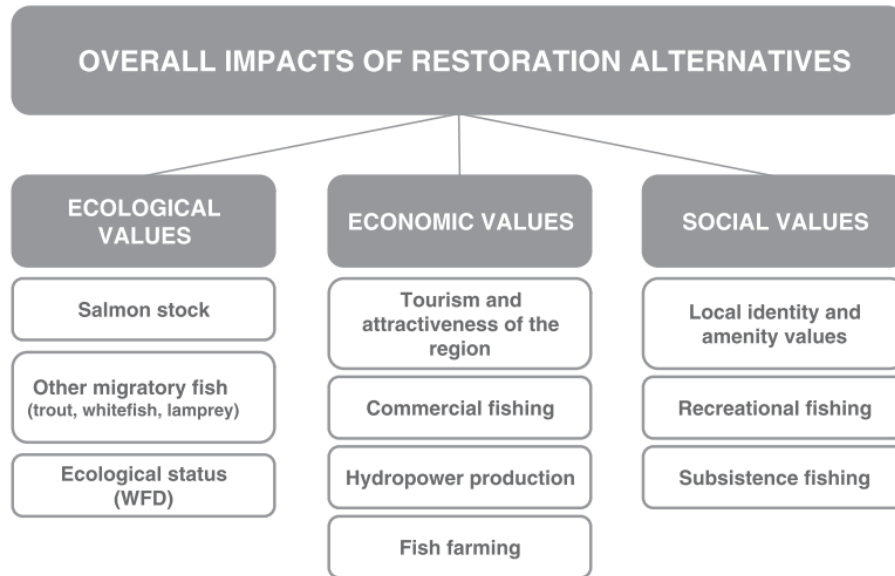 OVERALL IMPACTS OF RESTORATION ALTERNATIVES
ECOLOGICAL
VALUES
Salmon stock
Other migratory fish
(trout, whitefish, lamprey)
Ecological status
(WFD)
ECONOMIC VALUES
Tourism and
attractiveness of the
region
Commercial fishing
Hydropower production
Fish farming
SOCIAL VALUES
Local identity and
amenity values
Recreational fishing
Subsistence fishing